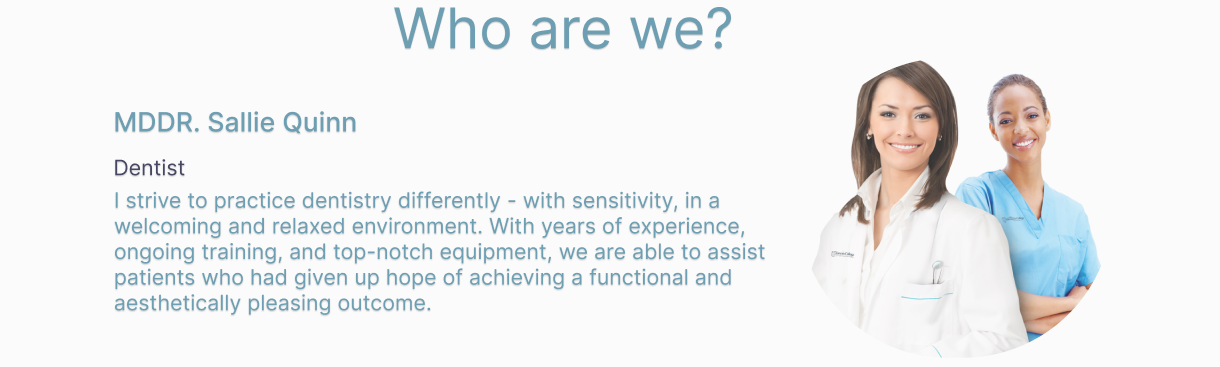 Who are we?
MDDR. Sallie Quinn
Dentist
I strive to practice dentistry differently - with sensitivity, in a
welcoming and relaxed environment. With years of experience,
ongoing training, and top-notch equipment, we are able to assist
patients who had given up hope of achieving a functional and
aesthetically pleasing outcome.